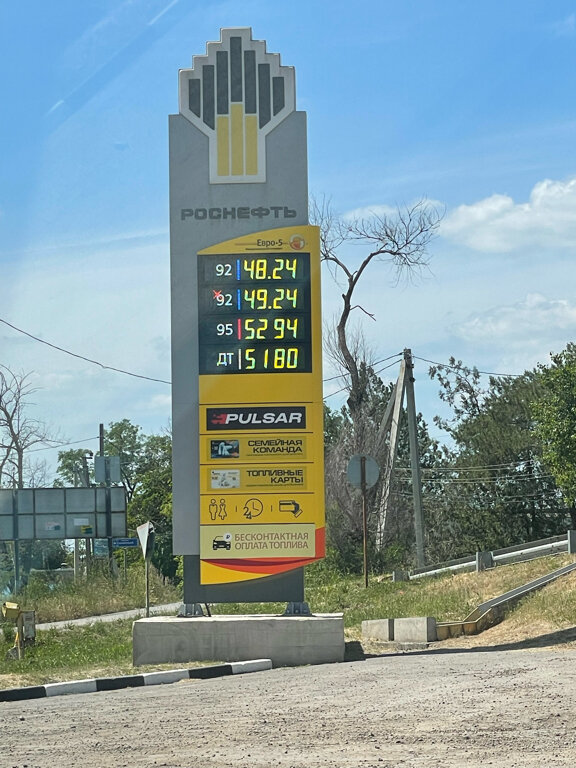 РОСНЕФТЬ
Евро-5
92 48.24
92 49.24
95 52 94
ДТ 51 80
PULSAR
СЕМЕЙНАЯ
КОМАНДА
ТОПЛИВНЫЕ
КАРТЫ
24
БЕСКОНТАКТНАЯ
ОПЛАТА ТОПЛИВА